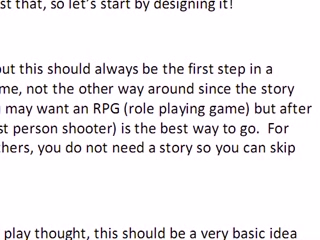 st that, so let's start by designing it!
but this should always be the first step in a
me, not the other way around since the story
may want an RPG (role playing game) but after
st person shooter) is the best way to go.  For
hers, you do not need a story so you can skip
play thought, this should be a very basic idea